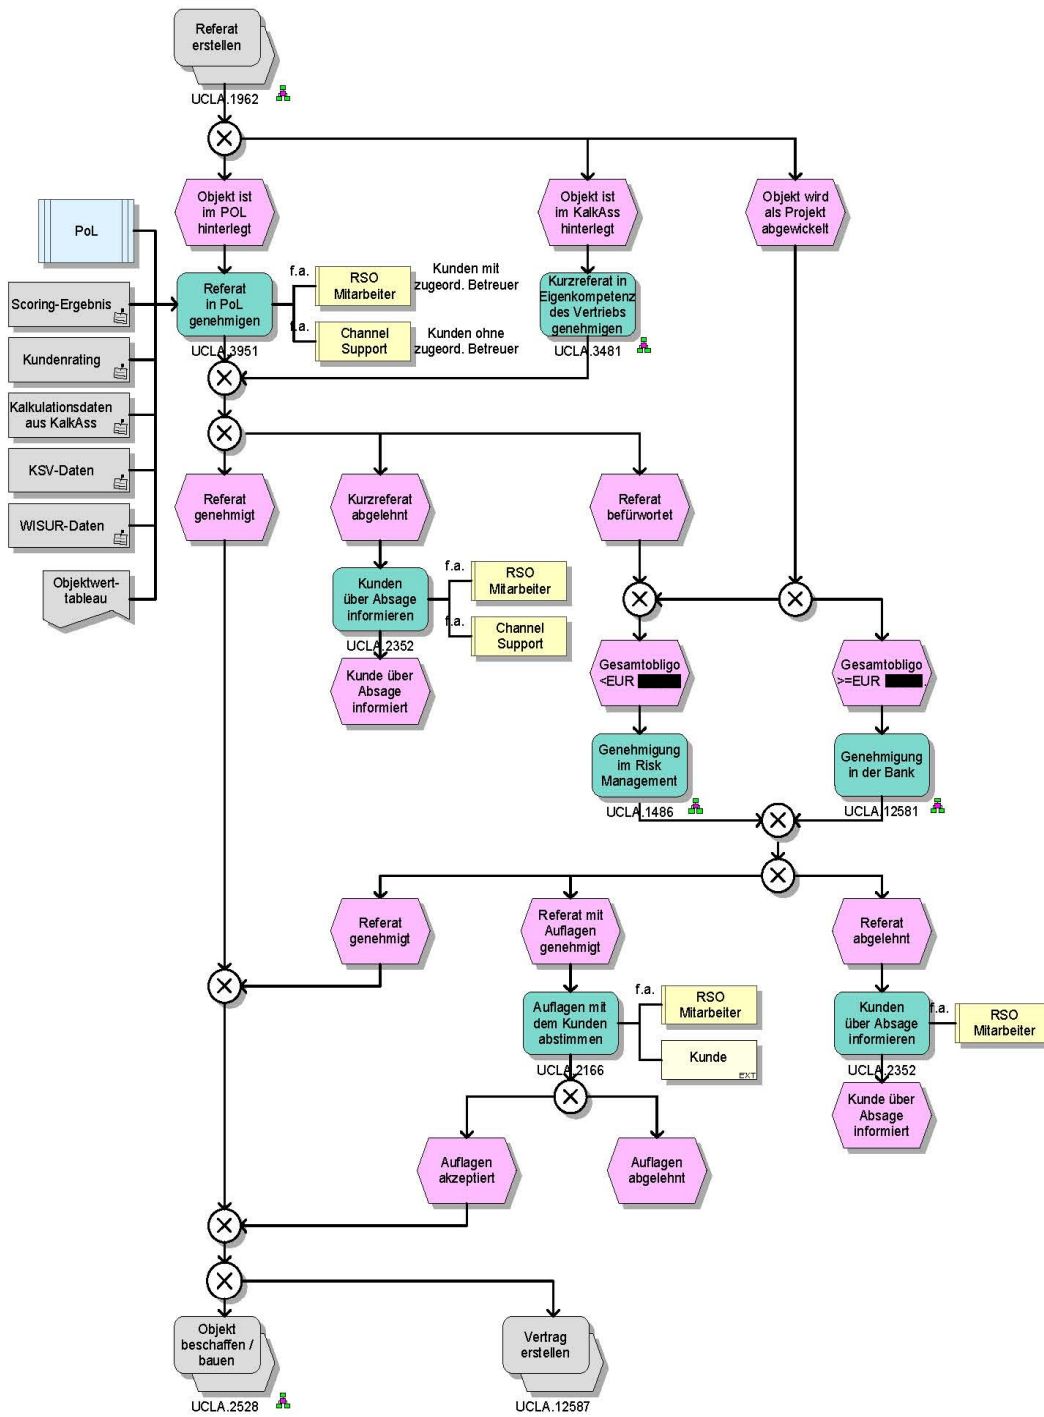 Referat
erstellen
UCLA.1962
Objekt ist
im POL
hinterlegt
Objekt ist
im KalkAss
hinterlegt
Objekt wird
als Projekt
abgewickelt
PoL
Scoring-Ergebnis
Kundenrating
Kalkulationsdaten
aus KalkAss
KSV-Daten
WISUR-Daten
Objektwert-
tableau
Referat
in PoL
genehmigen
UCLA.3951
f.a.
RSO
Mitarbeiter
Kunden mit
zugeord. Betreuer
f.a.
Channel
Support
Kunden ohne
zugeord. Betreuer
Kurzreferat in
Eigenkompetenz
des Vertriebs
genehmigen
UCLA.3481
Referat
genehmigt
Kurzreferat
abgelehnt
Referat
befürwortet
Kunden
über Absage
informieren
UCLA.2352
f.a.
RSO
Mitarbeiter
f.a.
Channel
Support
Kunde über
Absage
informiert
Gesamtobligo
<EUR
Gesamtobligo
>=EUR .
Genehmigung
im Risk
Management
UCLA.1486
Genehmigung
in der Bank
UCLA.12581
Referat
genehmigt
Referat mit
Auflagen
genehmigt
Referat
abgelehnt
Auflagen mit
dem Kunden
abstimmen
UCLA.2166
f.a.
RSO
Mitarbeiter
Kunde
EXT
Kunden
über Absage
informieren
UCLA.2352
f.a.
RSO
Mitarbeiter
Kunde über
Absage
informiert
Auflagen
akzeptiert
Auflagen
abgelehnt
Objekt
beschaffen /
bauen
UCLA.2528
Vertrag
erstellen
UCLA.12587